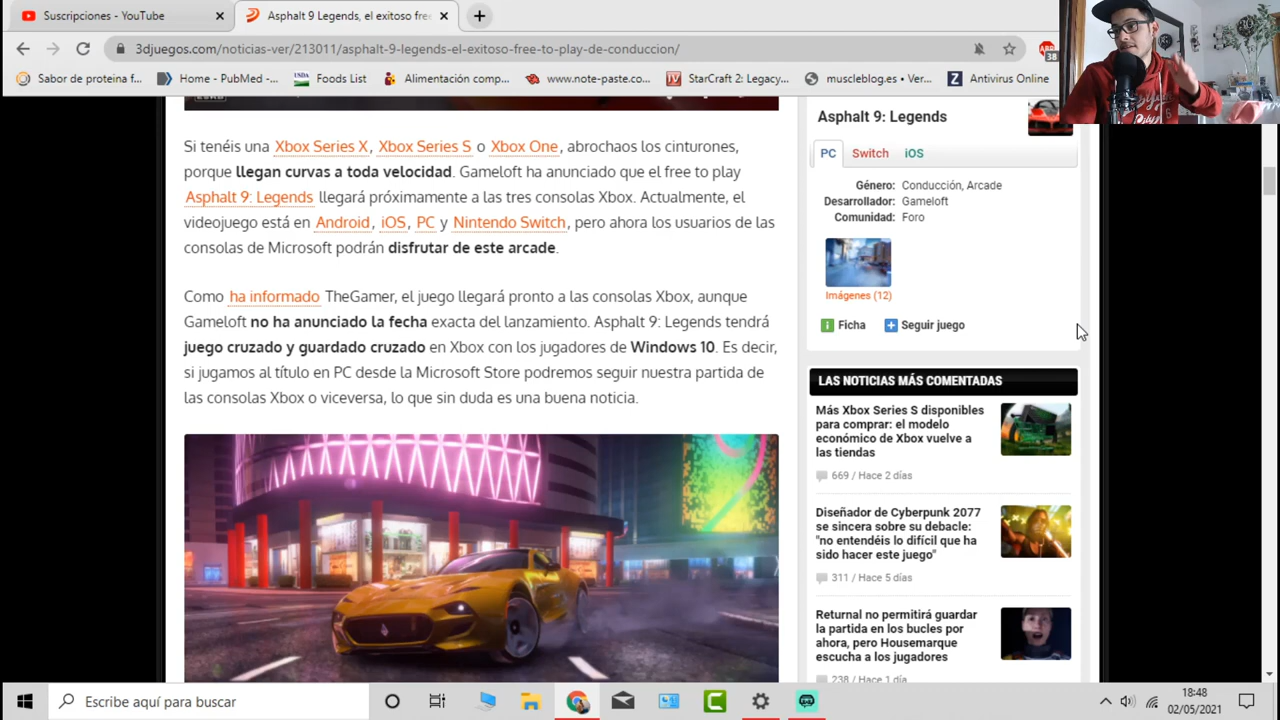 Suscripciones - YouTube
Asphalt 9 Legends, el exitoso free
3djuegos.com/noticias-ver/213011/asphalt-9-legends-el-exitoso-free-to-play-de-conduccion/
38
Sabor de proteina f... Home - PubMed -... Foods List Alimentación comp... www.note-paste.co... StarCraft 2: Legacy... muscleblog.es • Ver... Antivirus Online
Si tenéis una Xbox Series X, Xbox Series S o Xbox One, abrochaos los cinturones,
porque llegan curvas a toda velocidad. Gameloft ha anunciado que el free to play
Asphalt 9: Legends llegará próximamente a las tres consolas Xbox. Actualmente, el
videojuego está en Android, iOS, PC y Nintendo Switch, pero ahora los usuarios de las
consolas de Microsoft podrán disfrutar de este arcade.
Como ha informado TheGamer, el juego llegará pronto a las consolas Xbox, aunque
Gameloft no ha anunciado la fecha exacta del lanzamiento. Asphalt 9: Legends tendrá
juego cruzado y guardado cruzado en Xbox con los jugadores de Windows 10. Es decir,
si jugamos al título en PC desde la Microsoft Store podremos seguir nuestra partida de
las consolas Xbox o viceversa, lo que sin duda es una buena noticia.
Asphalt 9: Legends
PC Switch iOS
Género: Conducción, Arcade
Desarrollador: Gameloft
Comunidad: Foro
Imágenes (12)
Ficha Seguir juego
LAS NOTICIAS MÁS COMENTADAS
Más Xbox Series S disponibles
para comprar: el modelo
económico de Xbox vuelve a
las tiendas
669 / Hace 2 días
Diseñador de Cyberpunk 2077
se sincera sobre su debacle:
"no entendéis lo difícil que ha
sido hacer este juego"
311 / Hace 5 días
Returnal no permitirá guardar
la partida en los bucles por
ahora, pero Housemarque
escucha a los jugadores
238 / Hace 1 día
Escribe aquí para buscar
18:48
02/05/2021